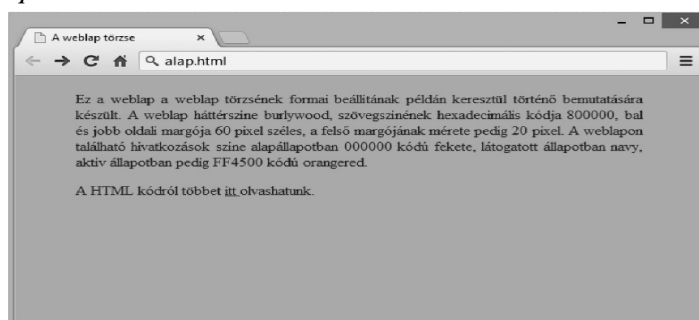 A weblap törzse
alap.html
Ez a weblap a weblap törzsének formai beállítának példán keresztül történő bemutatására
készült. A weblap háttérszíne burlywood, szövegszínének hexadecimális kódja 800000, bal
és jobb oldali margója 60 pixel széles, a felső margójának mérete pedig 20 pixel. A weblapon
található hivatkozások színe alapállapotban 000000 kódú fekete, látogatott állapotban navy,
aktív állapotban pedig FF4500 kódú orangered.
A HTML kódról többet itt olvashatunk.